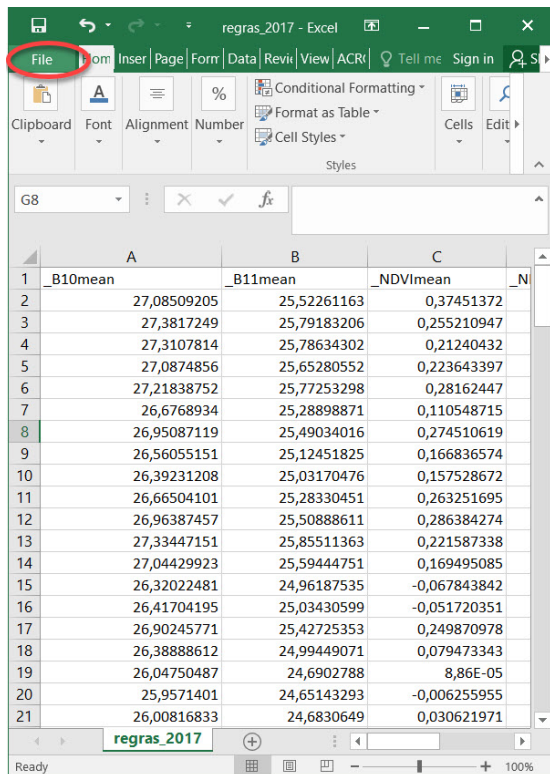 regras_2017 - Excel
File Hom Inser Page Form Data Revie View ACR Tell me Sign in
Clipboard Font Alignment Number Conditional Formatting Format as Table Cell Styles Cells Edit
Styles
G8 fx
A B C
1 _B10mean _B11mean _NDVImean _NI
2 27,08509205 25,52261163 0,37451372
3 27,3817249 25,79183206 0,255210947
4 27,3107814 25,78634302 0,21240432
5 27,0874856 25,65280552 0,223643397
6 27,21838752 25,77253298 0,28162447
7 26,6768934 25,28898871 0,110548715
8 26,95087119 25,49034016 0,274510619
9 26,56055151 25,12451825 0,166836574
10 26,39231208 25,03170476 0,157528672
11 26,66504101 25,28330451 0,263251695
12 26,96387457 25,50888611 0,286384274
13 27,33447151 25,85511363 0,221587338
14 27,04429923 25,59444751 0,169495085
15 26,32022481 24,96187535 -0,067843842
16 26,41704195 25,03430599 -0,051720351
17 26,90245771 25,42725353 0,249870978
18 26,38888612 24,99449071 0,079473343
19 26,04750487 24,6902788 8,86E-05
20 25,9571401 24,65143293 -0,006255955
21 26,00816833 24,6830649 0,030621971
regras_2017
Ready 100%